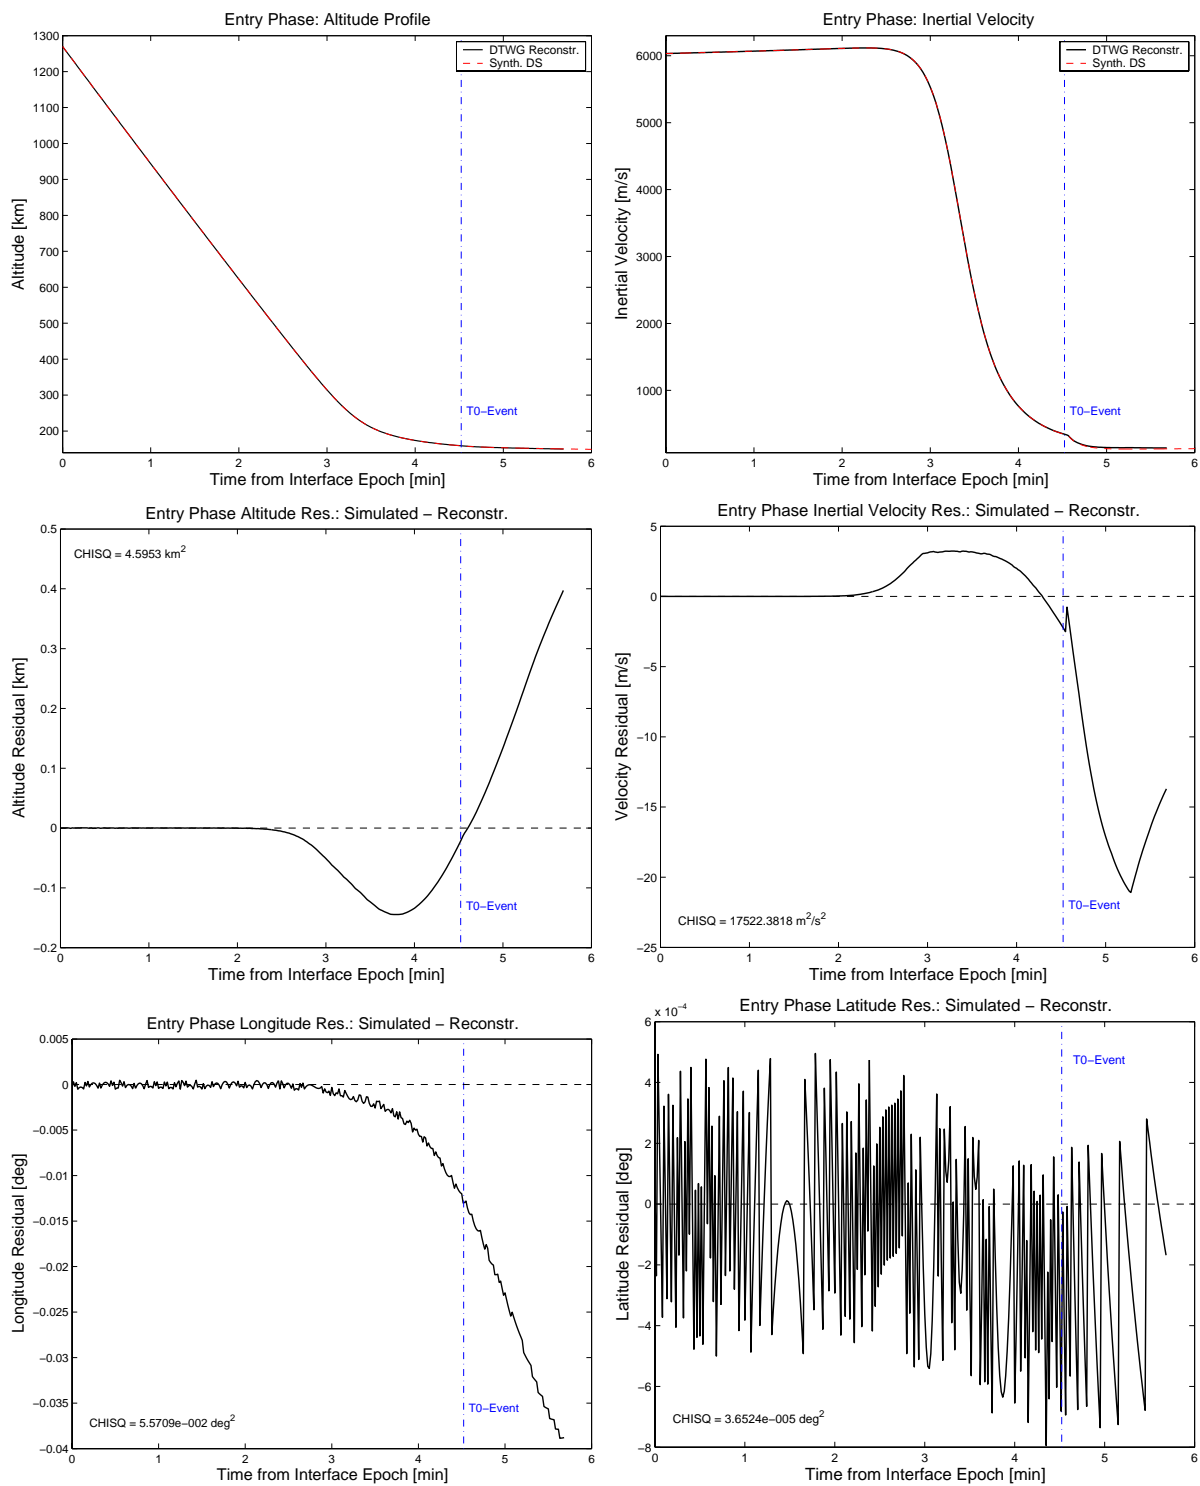 Entry Phase: Altitude Profile
1300
1200
1100
1000
900
800
700
600
500
400
300
200
0 1 2 3 4 5 6
Altitude [km]
Time from Interface Epoch [min]
DTWG Reconstr.
Synth. DS
T0−Event
Entry Phase: Inertial Velocity
6000
5000
4000
3000
2000
1000
0 1 2 3 4 5 6
Inertial Velocity [m/s]
Time from Interface Epoch [min]
DTWG Reconstr.
Synth. DS
T0−Event
Entry Phase Altitude Res.: Simulated − Reconstr.
CHISQ = 4.5953 km²
0.5
0.4
0.3
0.2
0.1
0
−0.1
−0.2
0 1 2 3 4 5 6
Altitude Residual [km]
Time from Interface Epoch [min]
T0−Event
Entry Phase Inertial Velocity Res.: Simulated − Reconstr.
5
0
−5
−10
−15
−20
−25
0 1 2 3 4 5 6
Velocity Residual [m/s]
Time from Interface Epoch [min]
T0−Event
CHISQ = 17522.3818 m²/s²
Entry Phase Longitude Res.: Simulated − Reconstr.
0.005
0
−0.005
−0.01
−0.015
−0.02
−0.025
−0.03
−0.035
−0.04
0 1 2 3 4 5 6
Longitude Residual [deg]
Time from Interface Epoch [min]
T0−Event
CHISQ = 5.5709e−002 deg²
Entry Phase Latitude Res.: Simulated − Reconstr.
x 10⁻⁴
6
4
2
0
−2
−4
−6
−8
0 1 2 3 4 5 6
Latitude Residual [deg]
Time from Interface Epoch [min]
T0−Event
CHISQ = 3.6524e−005 deg²